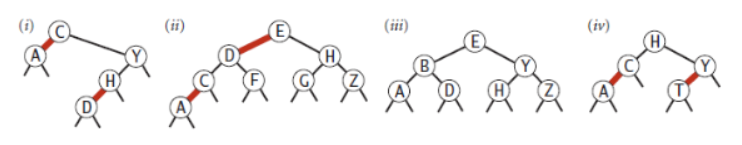 (i) (ii) (iii) (iv)
C E E H
A Y D H B Y C Y
H C F G Z A D H Z A T
D A